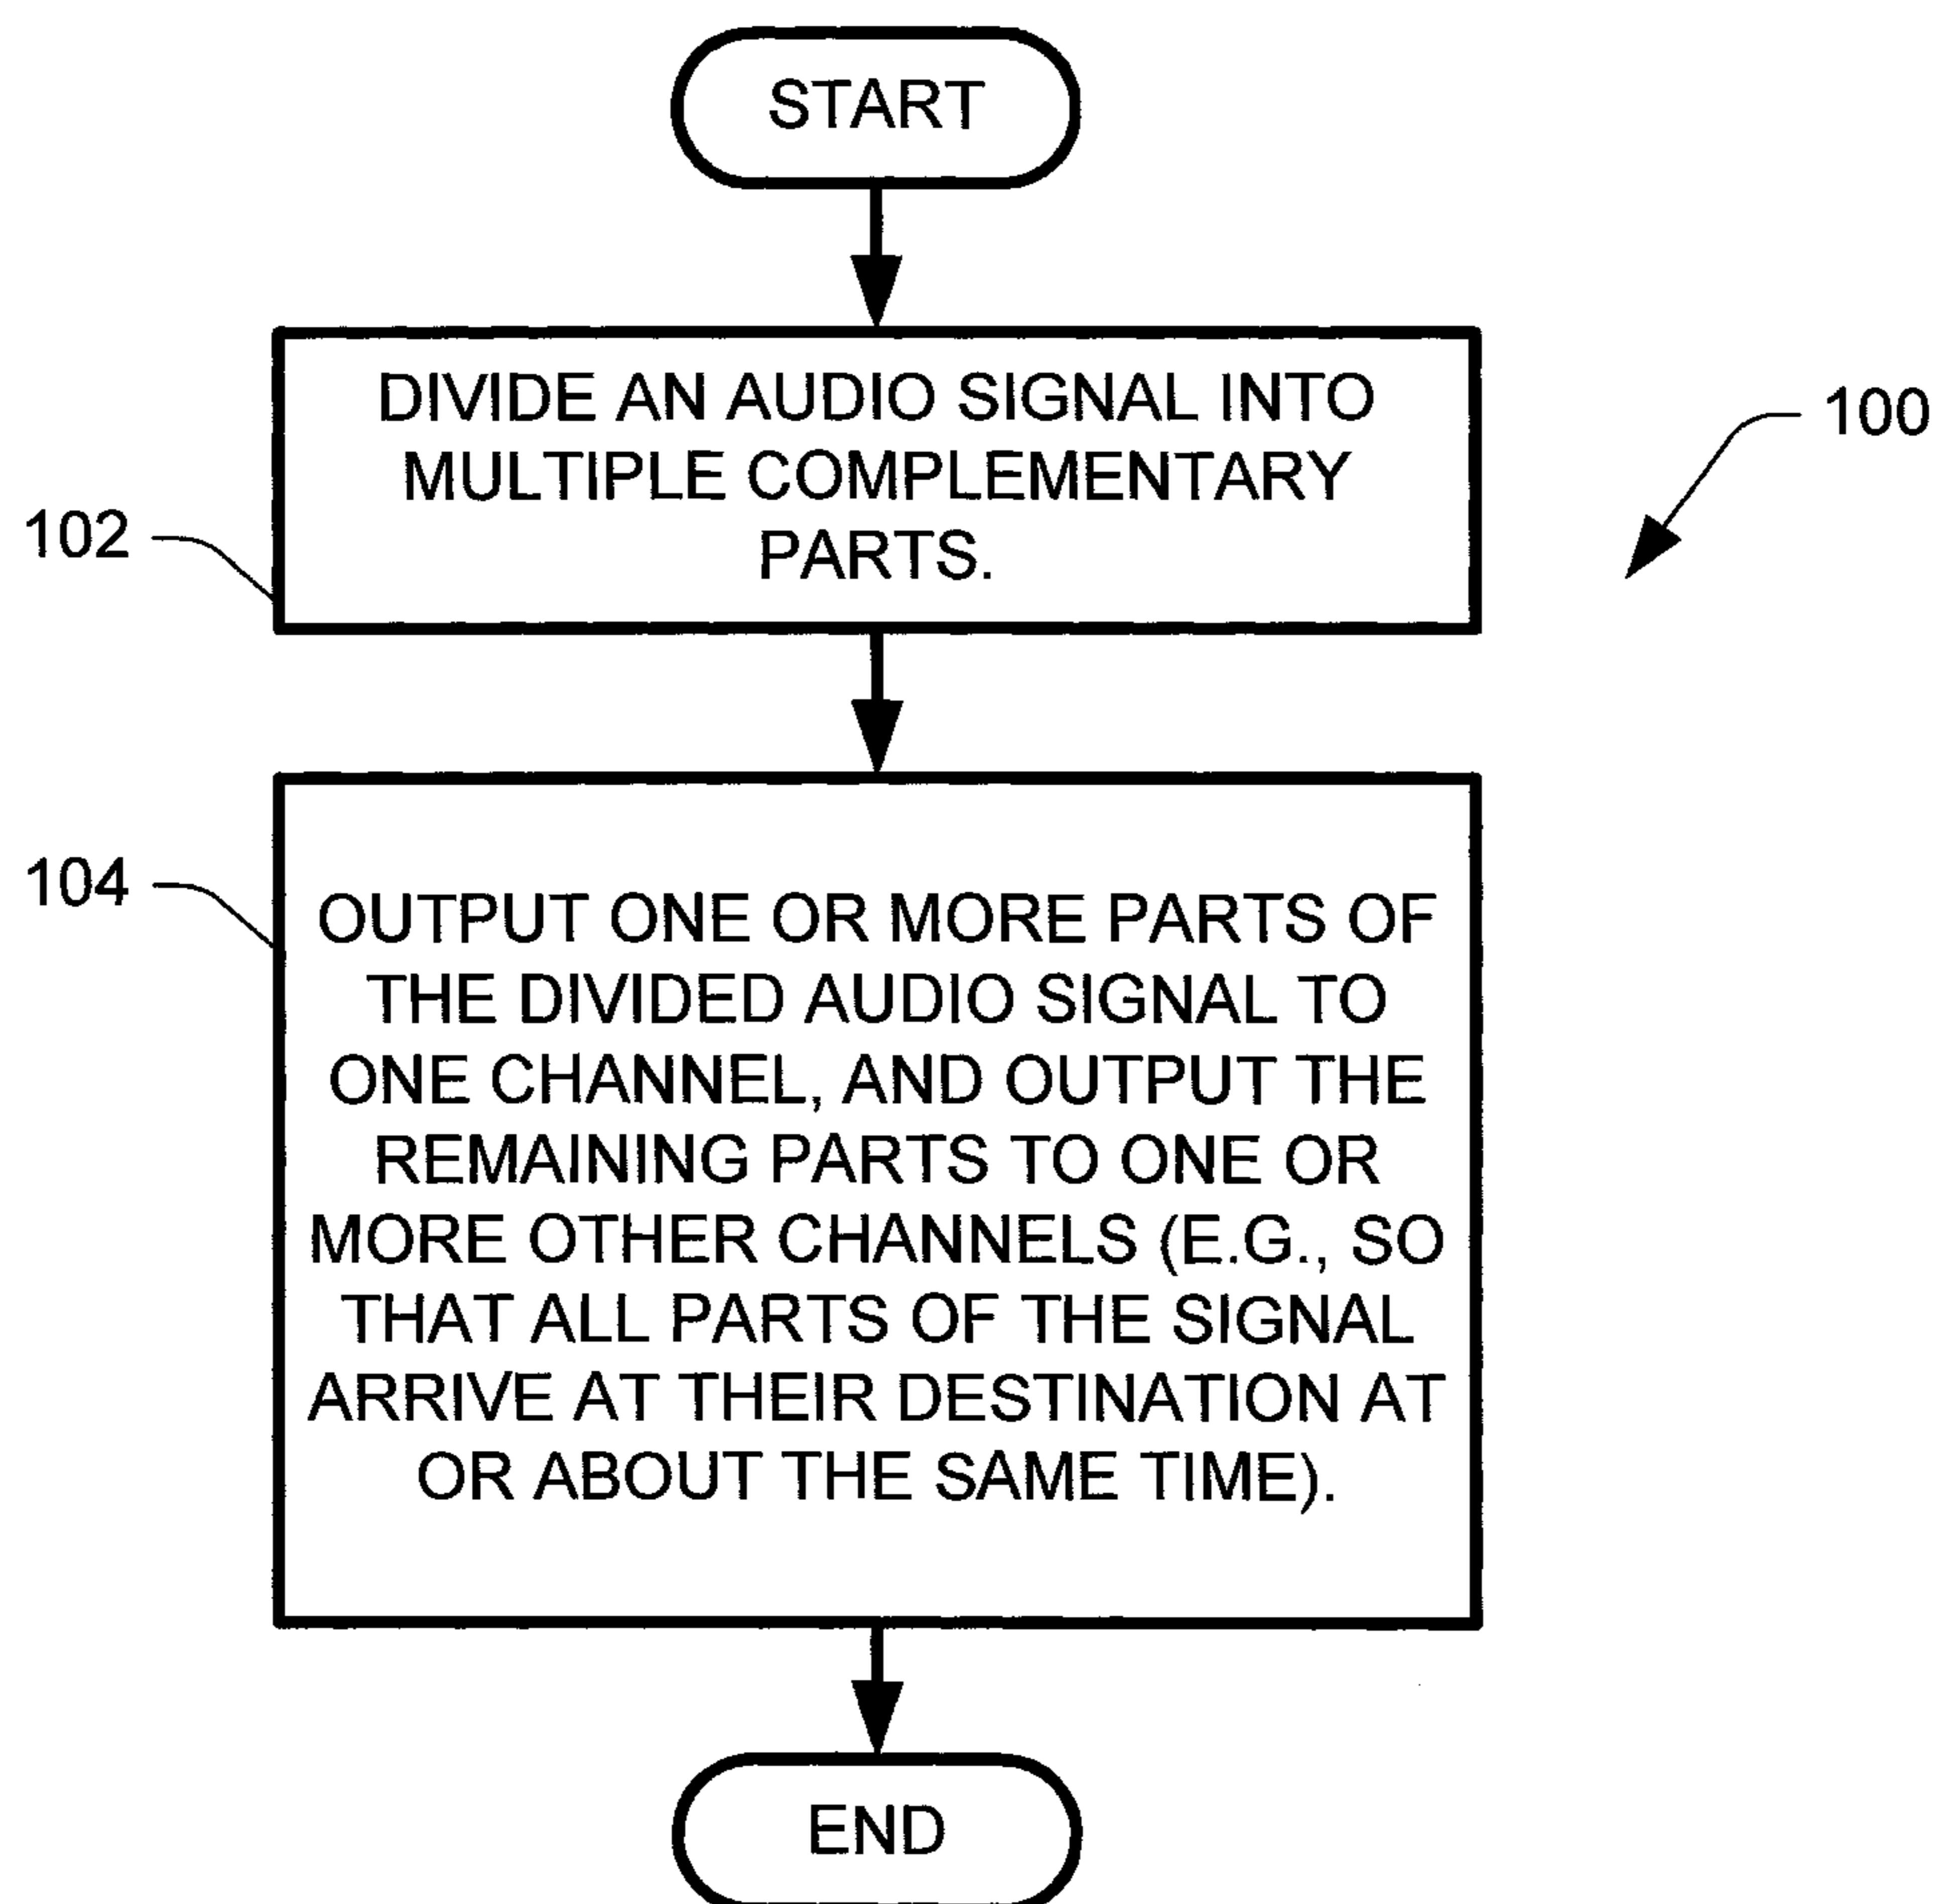 START
DIVIDE AN AUDIO SIGNAL INTO
MULTIPLE COMPLEMENTARY
PARTS.
100
102
104
OUTPUT ONE OR MORE PARTS OF
THE DIVIDED AUDIO SIGNAL TO
ONE CHANNEL, AND OUTPUT THE
REMAINING PARTS TO ONE OR
MORE OTHER CHANNELS (E.G., SO
THAT ALL PARTS OF THE SIGNAL
ARRIVE AT THEIR DESTINATION AT
OR ABOUT THE SAME TIME).
END